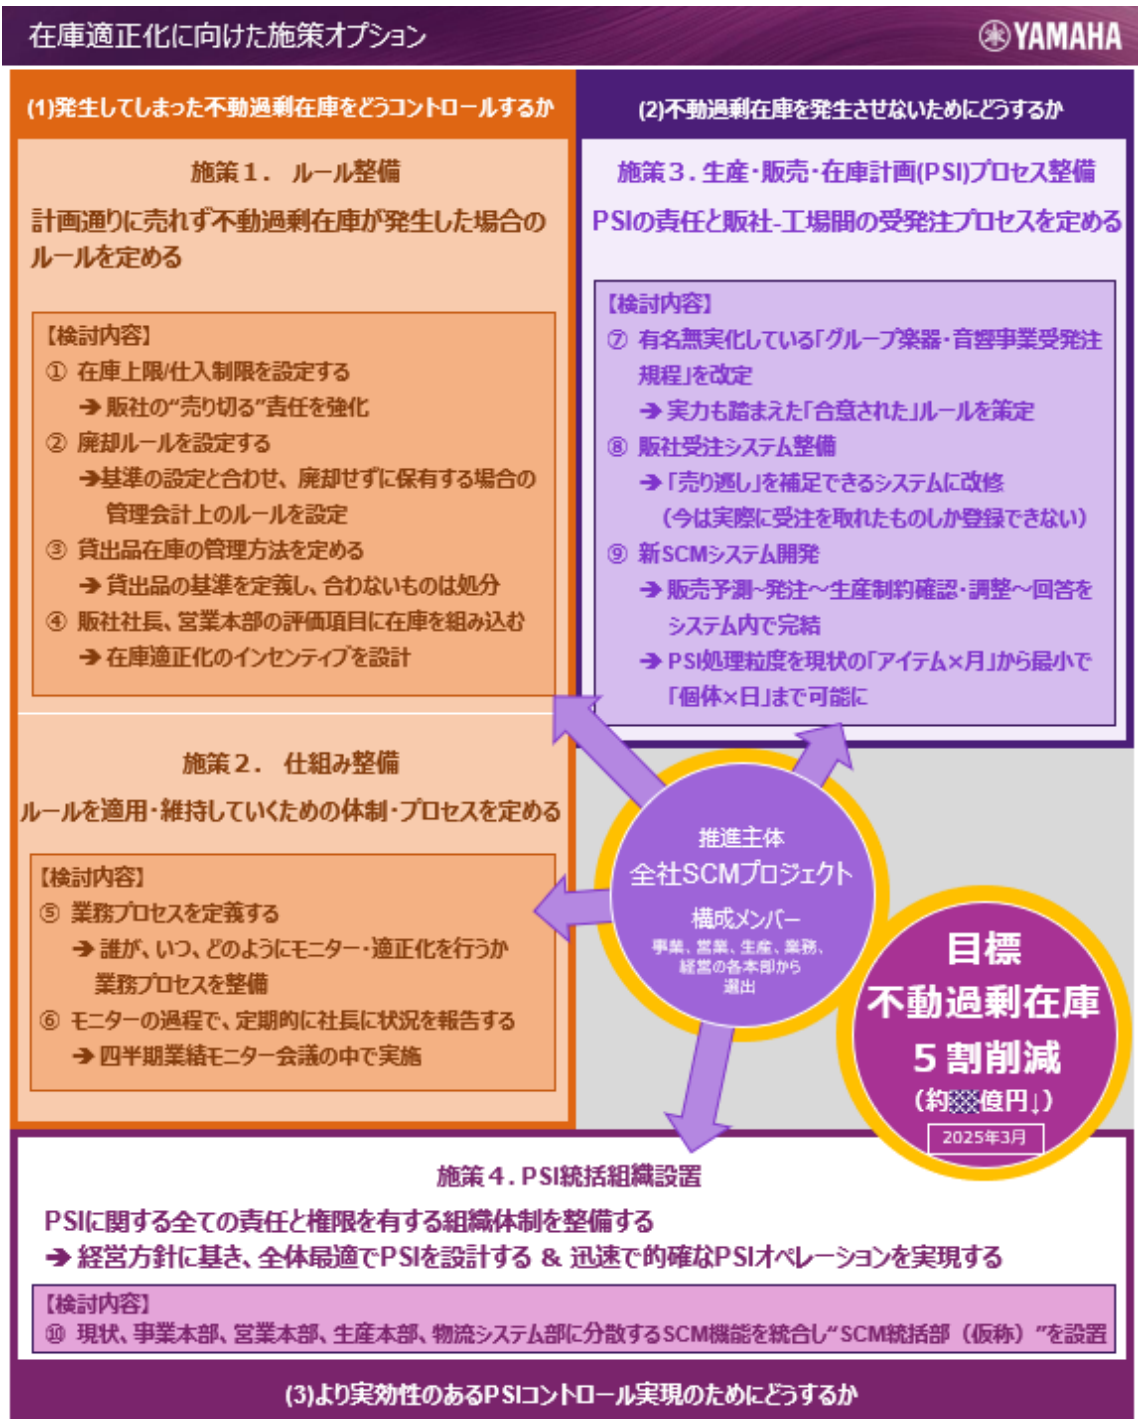 在庫適正化に向けた施策オプション
YAMAHA
(1)発生してしまった不動過剰在庫をどうコントロールするか
施策１． ルール整備
計画通りに売れず不動過剰在庫が発生した場合の
ルールを定める
【検討内容】
① 在庫上限/仕入制限を設定する
➔ 販社の“売り切る”責任を強化
② 廃却ルールを設定する
➔基準の設定と合わせ、廃却せずに保有する場合の
管理会計上のルールを設定
③ 貸出品在庫の管理方法を定める
➔ 貸出品の基準を定義し、合わないものは処分
④ 販社社長、営業本部の評価項目に在庫を組み込む
➔ 在庫適正化のインセンティブを設計
施策２． 仕組み整備
ルールを適用・維持していくための体制・プロセスを定める
【検討内容】
⑤ 業務プロセスを定義する
➔ 誰が、いつ、どのようにモニター・適正化を行うか
業務プロセスを整備
⑥ モニターの過程で、定期的に社長に状況を報告する
➔ 四半期業績モニター会議の中で実施
(2)不動過剰在庫を発生させないためにどうするか
施策３．生産・販売・在庫計画(PSI)プロセス整備
PSIの責任と販社-工場間の受発注プロセスを定める
【検討内容】
⑦ 有名無実化している「グループ楽器・音響事業受発注
規程」を改定
➔ 実力も踏まえた「合意された」ルールを策定
⑧ 販社受注システム整備
➔ 「売り逃し」を補足できるシステムに改修
（今は実際に受注を取れたものしか登録できない）
⑨ 新SCMシステム開発
➔ 販売予測~発注～生産制約確認・調整～回答を
システム内で完結
➔ PSI処理粒度を現状の「アイテム×月」から最小で
「個体×日」まで可能に
推進主体
全社SCMプロジェクト
構成メンバー
事業、営業、生産、業務、
経営の各本部から
選出
目標
不動過剰在庫
５割削減
（約億円↓）
2025年3月
施策４．PSI統括組織設置
PSIに関する全ての責任と権限を有する組織体制を整備する
➔ 経営方針に基き、全体最適でPSIを設計する & 迅速で的確なPSIオペレーションを実現する
【検討内容】
⑩ 現状、事業本部、営業本部、生産本部、物流システム部に分散するSCM機能を統合し“SCM統括部（仮称）”を設置
(3)より実効性のあるPSIコントロール実現のためにどうするか